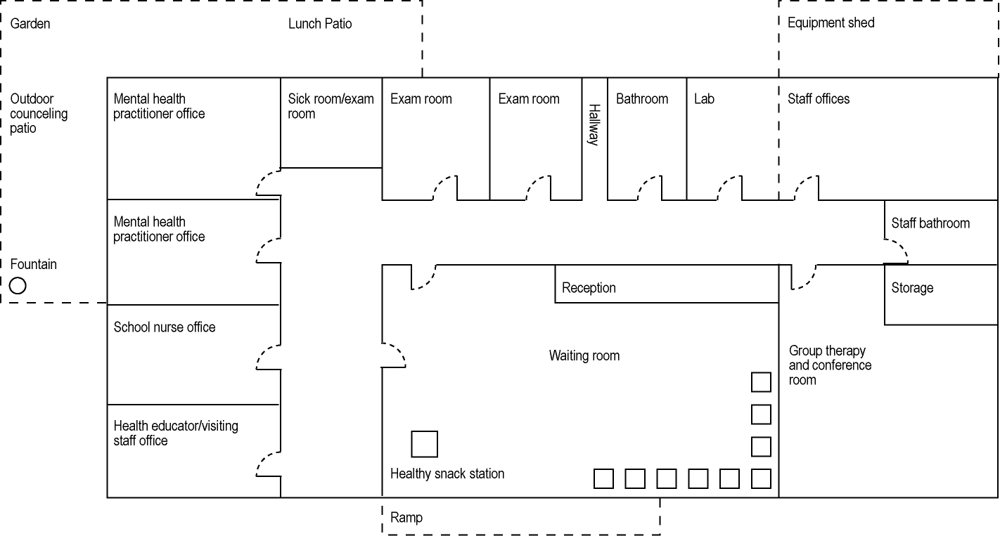 Garden
Lunch Patio
Equipment shed
Outdoor
counceling
patio
Mental health
practitioner office
Sick room/exam
room
Exam room
Exam room
Hallway
Bathroom
Lab
Staff offices
Mental health
practitioner office
Staff bathroom
Fountain
Reception
Storage
School nurse office
Waiting room
Group therapy
and conference
room
Health educator/visiting
staff office
Healthy snack station
Ramp